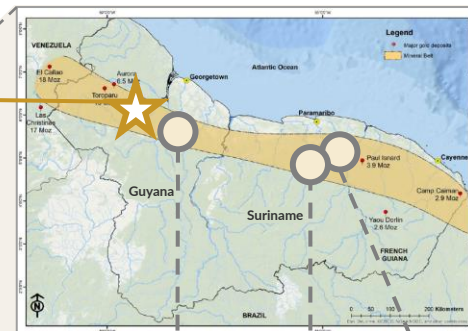 VENEZUELA
El Callao
18 Moz
Aurora
6.5 Moz
Toroparu
Las
Christinas
17 Moz
Georgetown
Atlantic Ocean
Legend
Major gold deposits
Mineral Belt
Paramaribo
Cayenne
Paul Isnard
3.9 Moz
Camp Caiman
2.9 Moz
Yaou Dorlin
2.6 Moz
Guyana
Suriname
FRENCH
GUIANA
BRAZIL
N
0 50 100 200 Kilometers